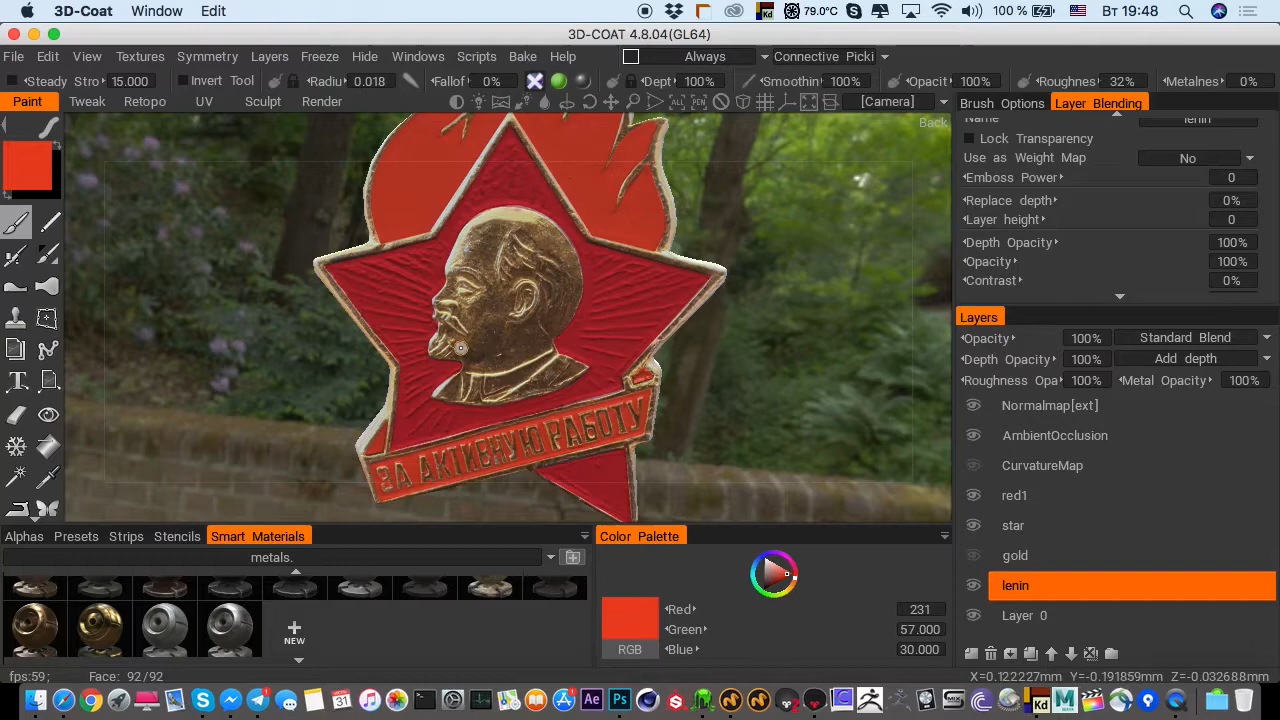 3D-Coat Window Edit 79.0°C 100 % Вт 19:48
3D-COAT 4.8.04(GL64)
File Edit View Textures Symmetry Layers Freeze Hide Windows Scripts Bake Help Always Connective Picki
Steady Stro 15.000 Invert Tool Radiu 0.018 Fallof 0% Dept 100% Smoothin 100% Opacit 100% Roughnes 32% Metalnes 0%
Paint Tweak Retopo UV Sculpt Render [Camera] Brush Options Layer Blending
Back
Name lenin
Lock Transparency
Use as Weight Map No
Emboss Power 0
Replace depth 0%
Layer height 0
Depth Opacity 100%
Opacity 100%
Contrast 0%
ЗА АКТИВНУЮ РАБОТУ
Layers
Opacity 100% Standard Blend
Depth Opacity 100% Add depth
Roughness Opa 100% Metal Opacity 100%
Normalmap[ext]
AmbientOcclusion
CurvatureMap
red1
star
gold
lenin
Layer 0
Alphas Presets Strips Stencils Smart Materials
metals.
NEW
Color Palette
Red 231
Green 57.000
RGB Blue 30.000
fps:59; Face: 92/92 X=0.122227mm Y=-0.191859mm Z=-0.032688mm